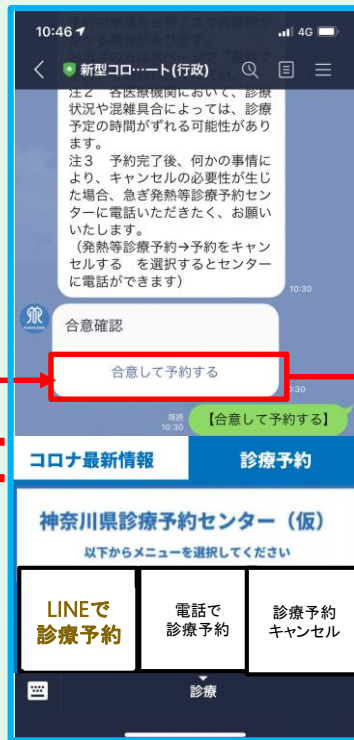 10:46
4G
新型コロ…ート(行政)
注2 各医療機関において、診療
状況や混雑具合によっては、診療
予定の時間がずれる可能性があり
ます。
注3 予約完了後、何かの事情に
より、キャンセルの必要性が生じ
た場合、急ぎ発熱等診療予約セン
ターに電話いただきたく、お願い
いたします。
（発熱等診療予約→予約をキャン
セルする を選択するとセンター
に電話ができます）
10:30
合意確認
合意して予約する
既読
10:30
【合意して予約する】
コロナ最新情報
診療予約
神奈川県診療予約センター（仮）
以下からメニューを選択してください
LINEで
診療予約
電話で
診療予約
診療予約
キャンセル
診療